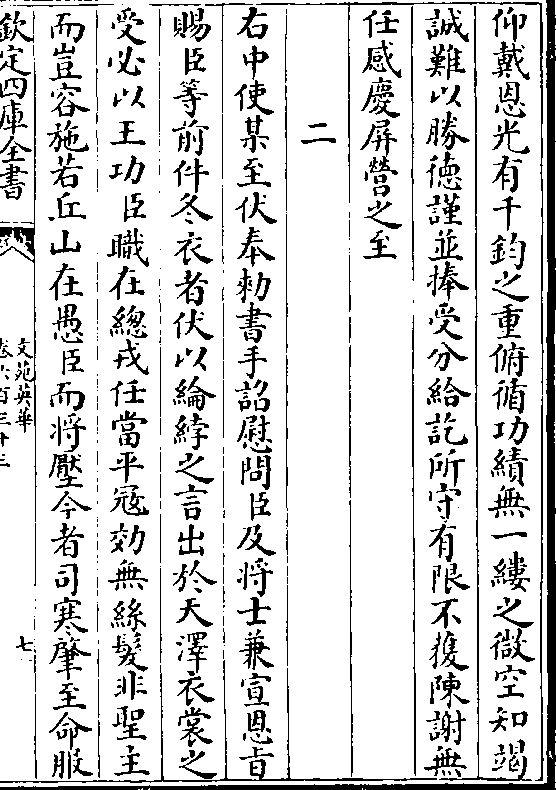 仰戴恩光有千鈞之重俯循功績無一縷之微空知竭
誠難以勝徳謹並捧受分給訖所守有限不獲陳謝無
任感慶屏營之至
二
右中使某至伏奉勑書手詔慰問臣及將士兼宣恩㫖
賜臣等前件冬衣者伏以綸綍之言出於天澤衣裳之
受必以王功臣職在總戎任當平冦効無絲髮非聖主
而豈容施若丘山在愚臣而將壓今者司寒肇至命服
欽定四庫全書
文苑英華
卷六百三十三
七